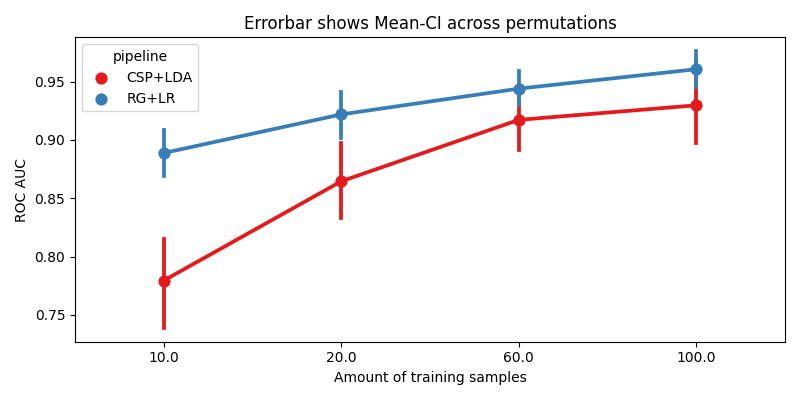 Errorbar shows Mean-CI across permutations
pipeline
CSP+LDA
RG+LR
ROC AUC
0.95
0.90
0.85
0.80
0.75
10.0 20.0 60.0 100.0
Amount of training samples